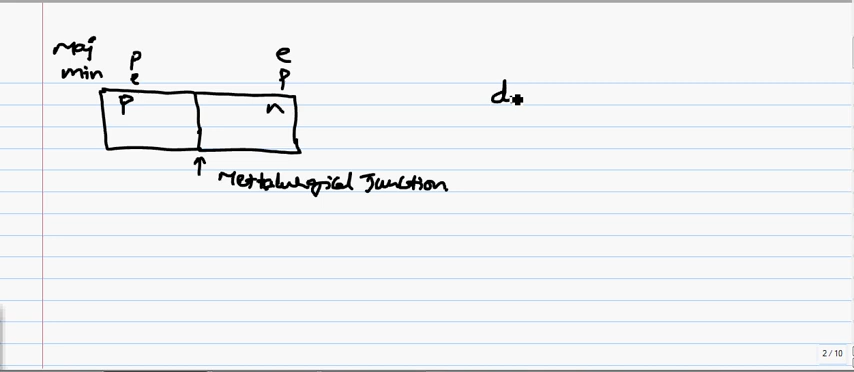 Maj P e
min e P
P n
d
↑ Mettalurgical Junction
2 / 10